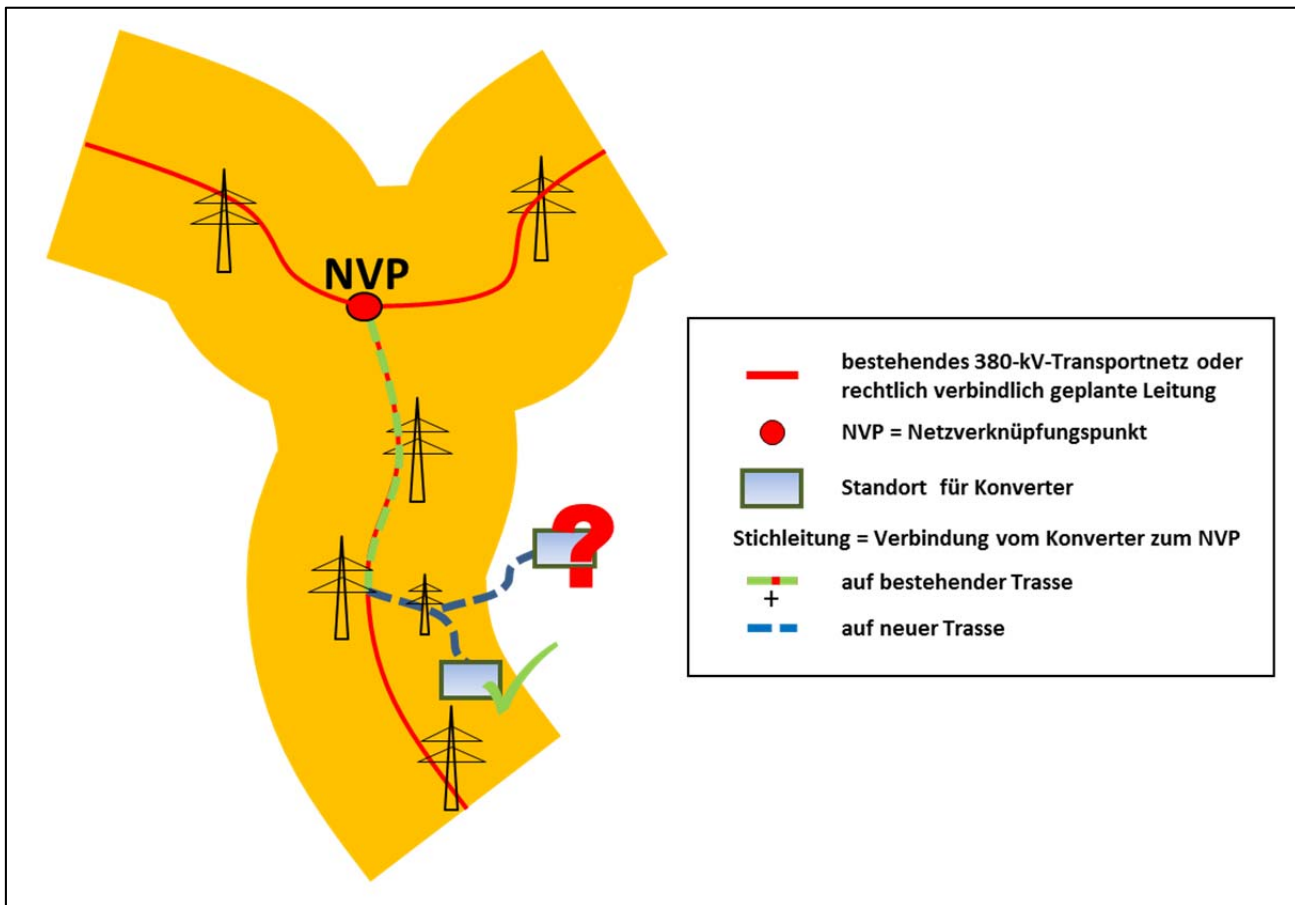 NVP
?
bestehendes 380-kV-Transportnetz oder
rechtlich verbindlich geplante Leitung
NVP = Netzverknüpfungspunkt
Standort für Konverter
Stichleitung = Verbindung vom Konverter zum NVP
auf bestehender Trasse
+
auf neuer Trasse